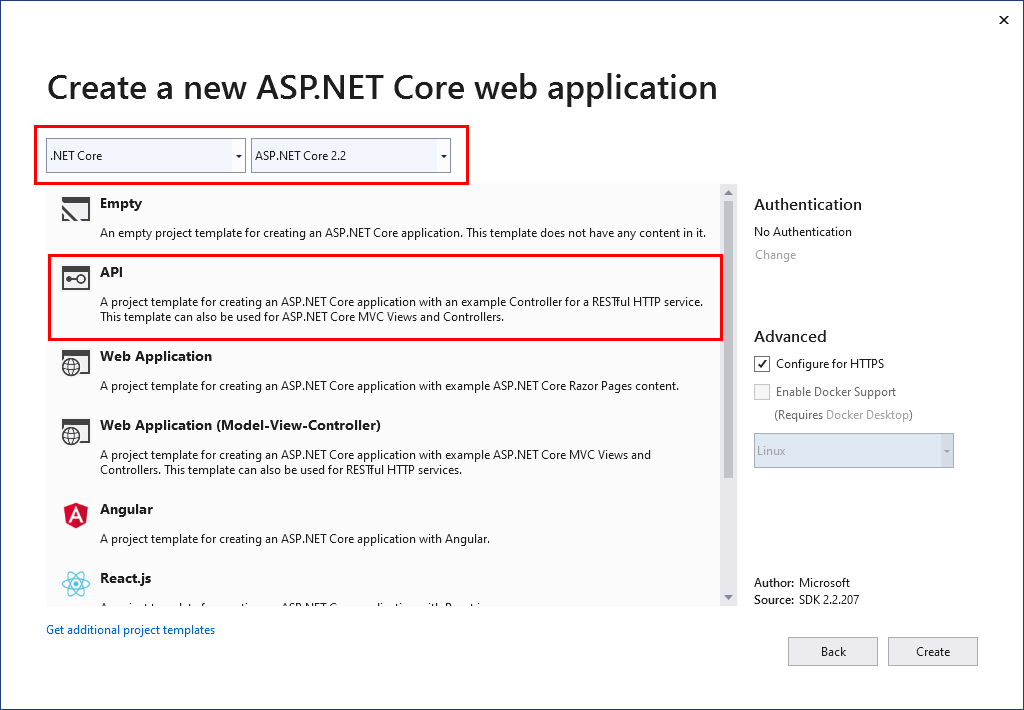 Create a new ASP.NET Core web application
.NET Core
ASP.NET Core 2.2
Empty
An empty project template for creating an ASP.NET Core application. This template does not have any content in it.
API
A project template for creating an ASP.NET Core application with an example Controller for a RESTful HTTP service.
This template can also be used for ASP.NET Core MVC Views and Controllers.
Web Application
A project template for creating an ASP.NET Core application with example ASP.NET Core Razor Pages content.
Web Application (Model-View-Controller)
A project template for creating an ASP.NET Core application with example ASP.NET Core MVC Views and
Controllers. This template can also be used for RESTful HTTP services.
Angular
A project template for creating an ASP.NET Core application with Angular.
React.js
Get additional project templates
Authentication
No Authentication
Change
Advanced
Configure for HTTPS
Enable Docker Support
(Requires Docker Desktop)
Linux
Author: Microsoft
Source: SDK 2.2.207
Back
Create